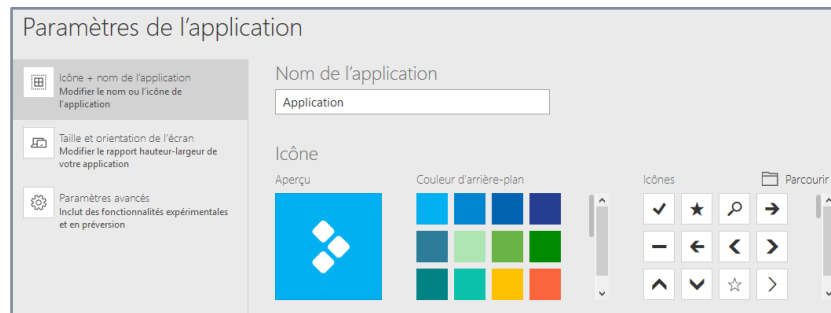 Paramètres de l'application
Icône + nom de l'application
Modifier le nom ou l'icône de
l'application
Taille et orientation de l'écran
Modifier le rapport hauteur-largeur de
votre application
Paramètres avancés
Inclut des fonctionnalités expérimentales
et en préversion
Nom de l'application
Application
Icône
Aperçu
Couleur d'arrière-plan
Icônes
Parcourir